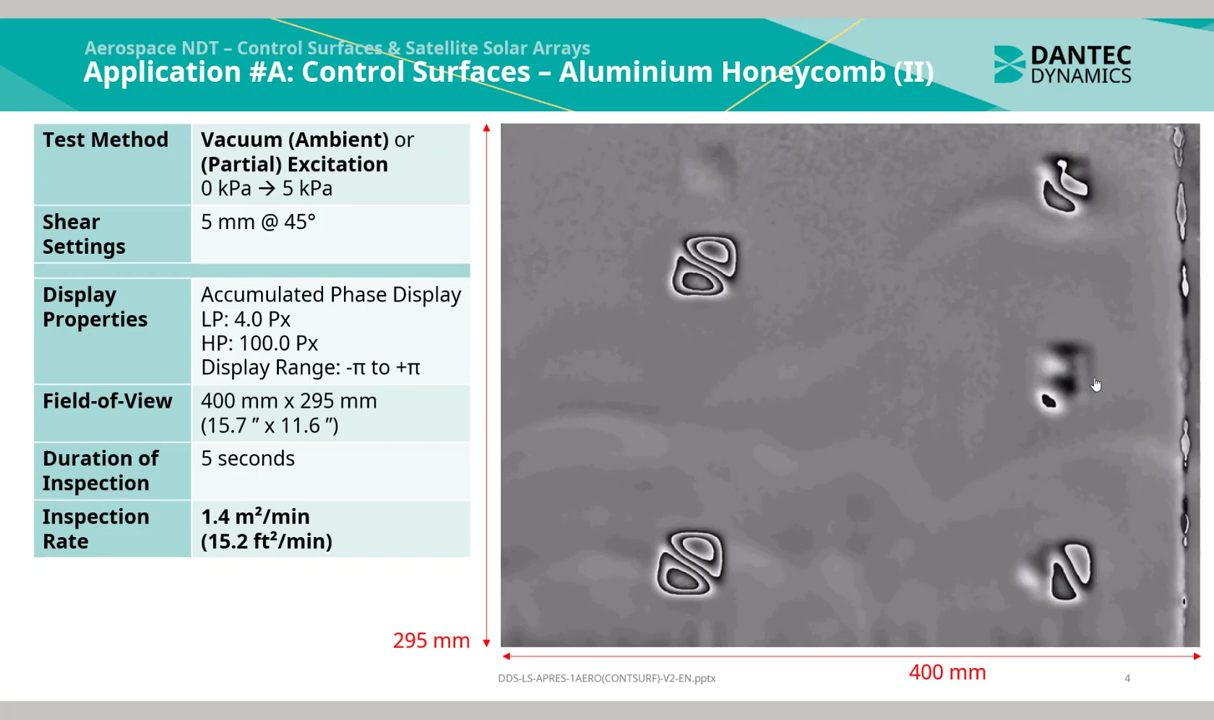 Aerospace NDT – Control Surfaces & Satellite Solar Arrays
Application #A: Control Surfaces – Aluminium Honeycomb (II)
DANTEC
DYNAMICS
Test Method
Vacuum (Ambient) or
(Partial) Excitation
0 kPa → 5 kPa
Shear
Settings
5 mm @ 45°
Display
Properties
Accumulated Phase Display
LP: 4.0 Px
HP: 100.0 Px
Display Range: -π to +π
Field-of-View
400 mm x 295 mm
(15.7 ” x 11.6 ”)
Duration of
Inspection
5 seconds
Inspection
Rate
1.4 m²/min
(15.2 ft²/min)
295 mm
400 mm
DDS-LS-APRES-1AERO(CONTSURF)-V2-EN.pptx
4